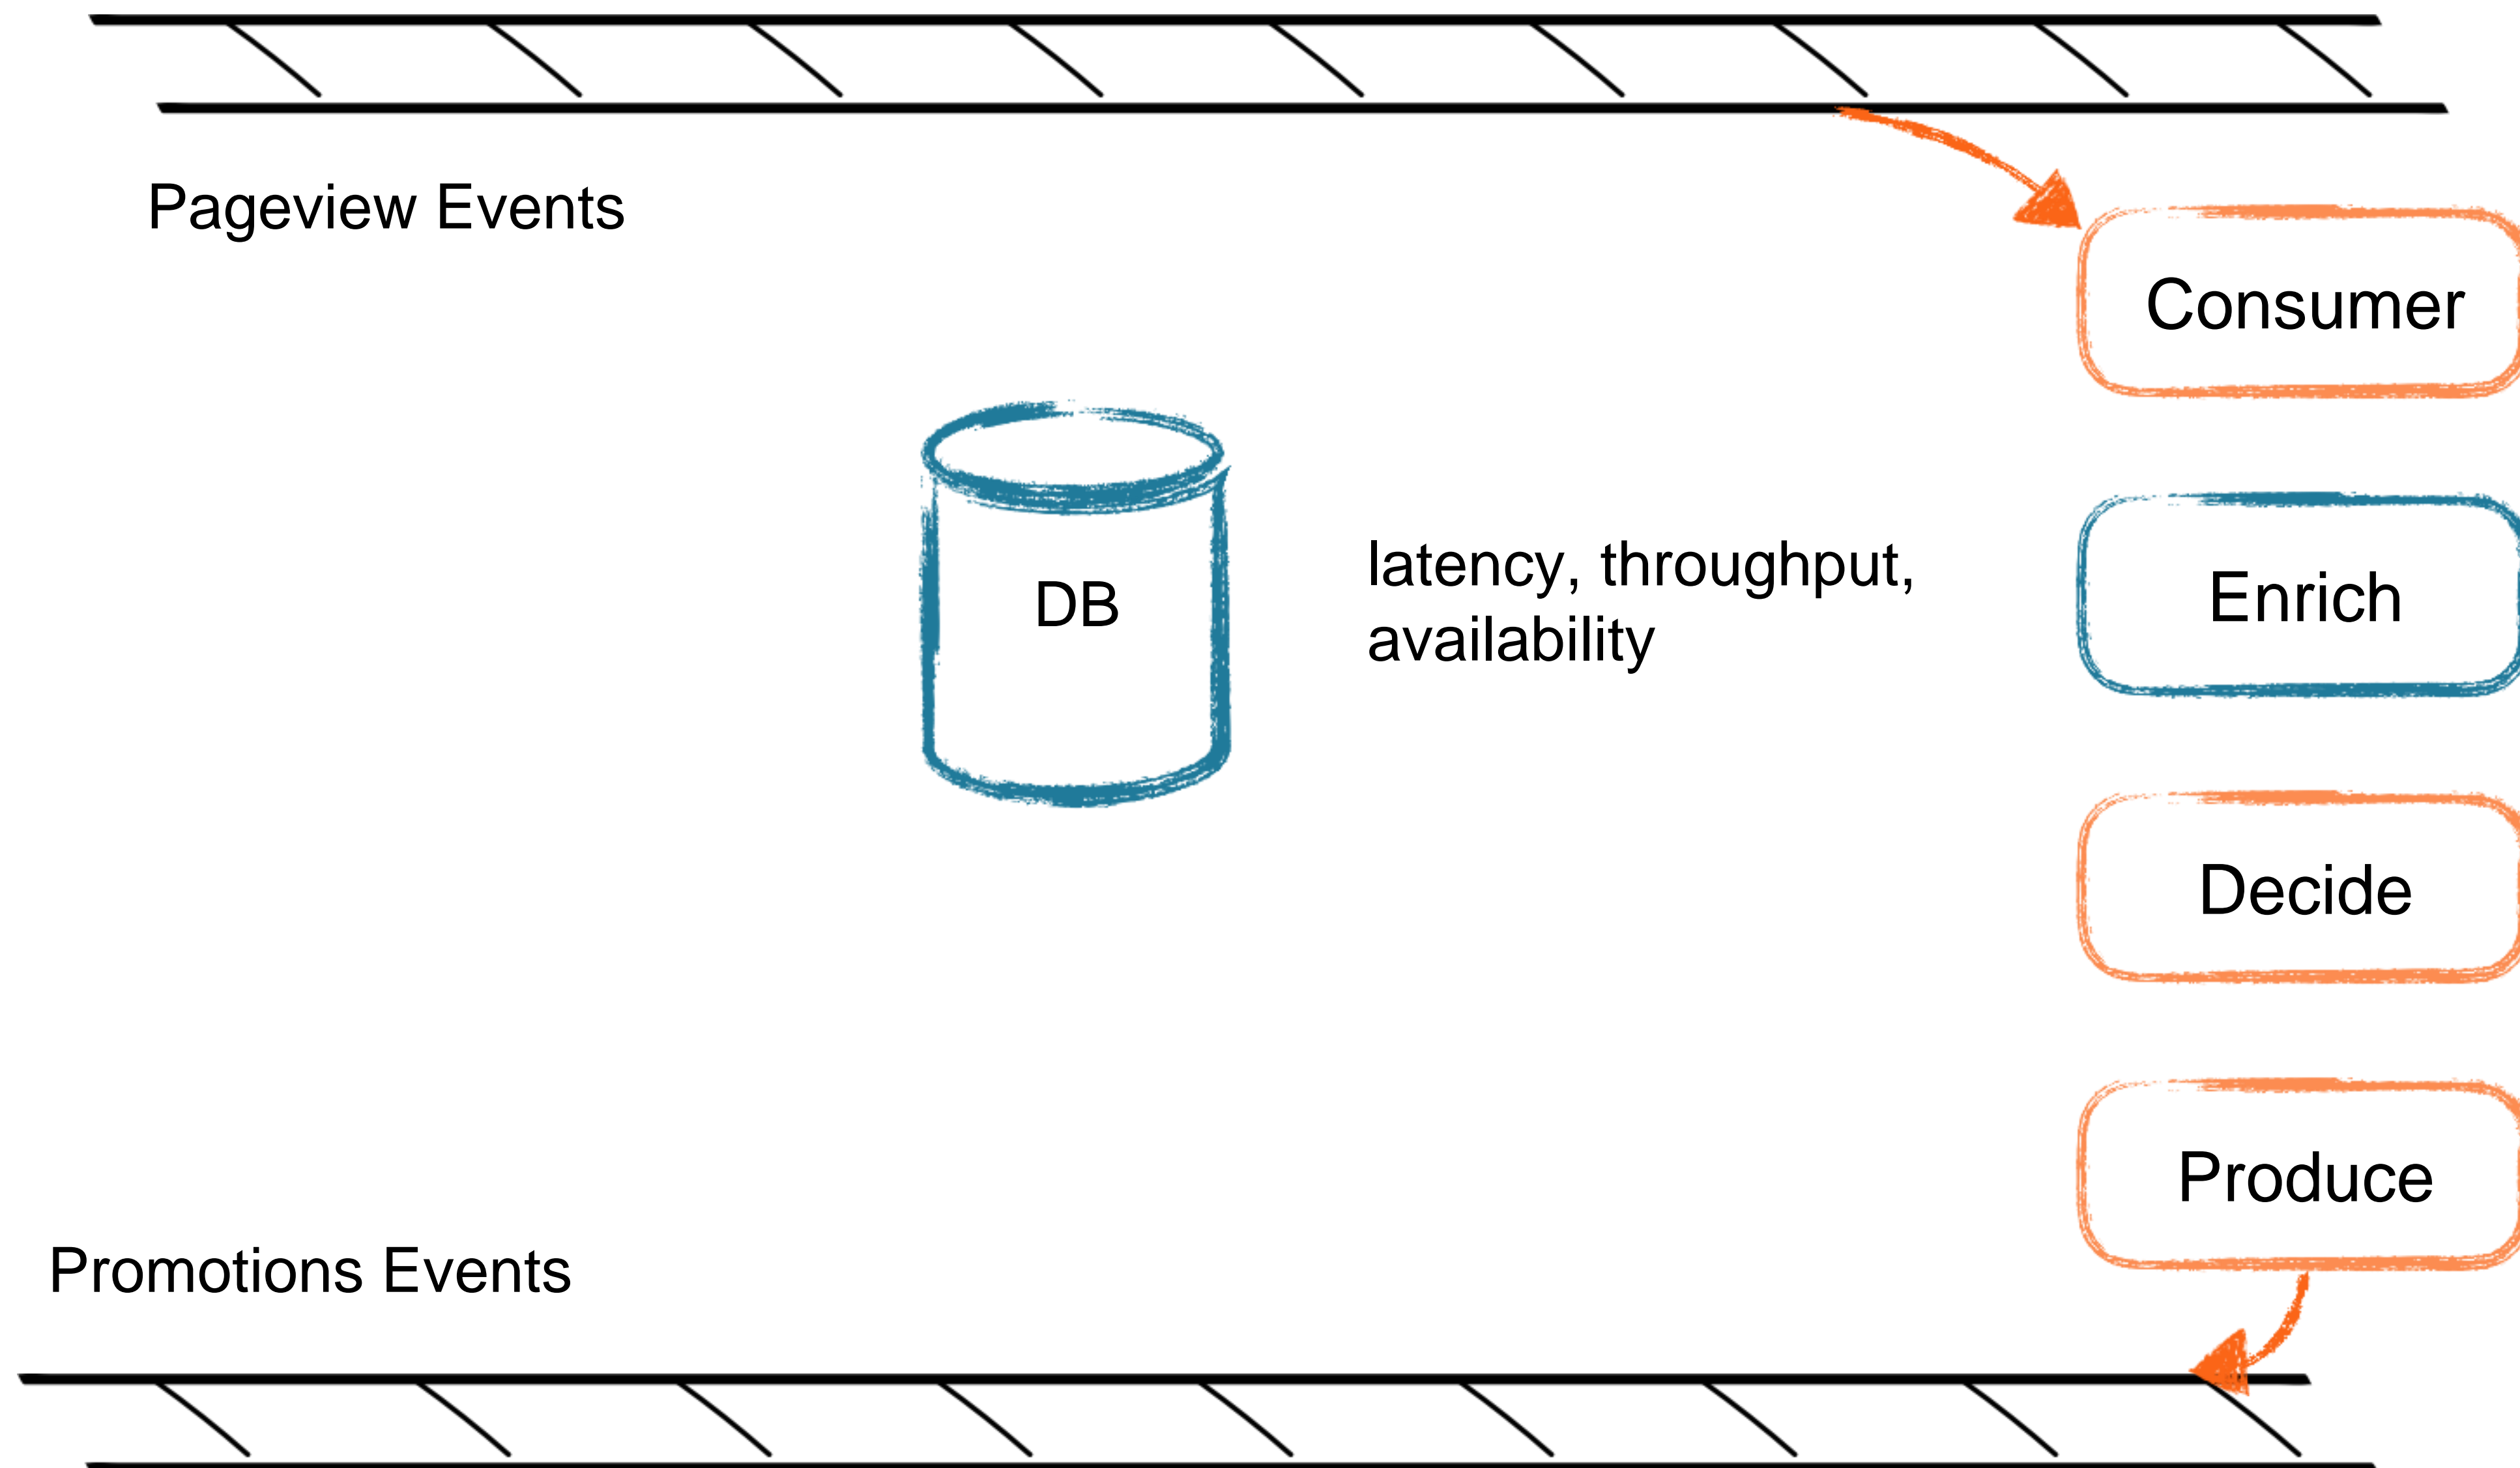 Pageview Events
Consumer
DB
latency, throughput,
availability
Enrich
Decide
Produce
Promotions Events